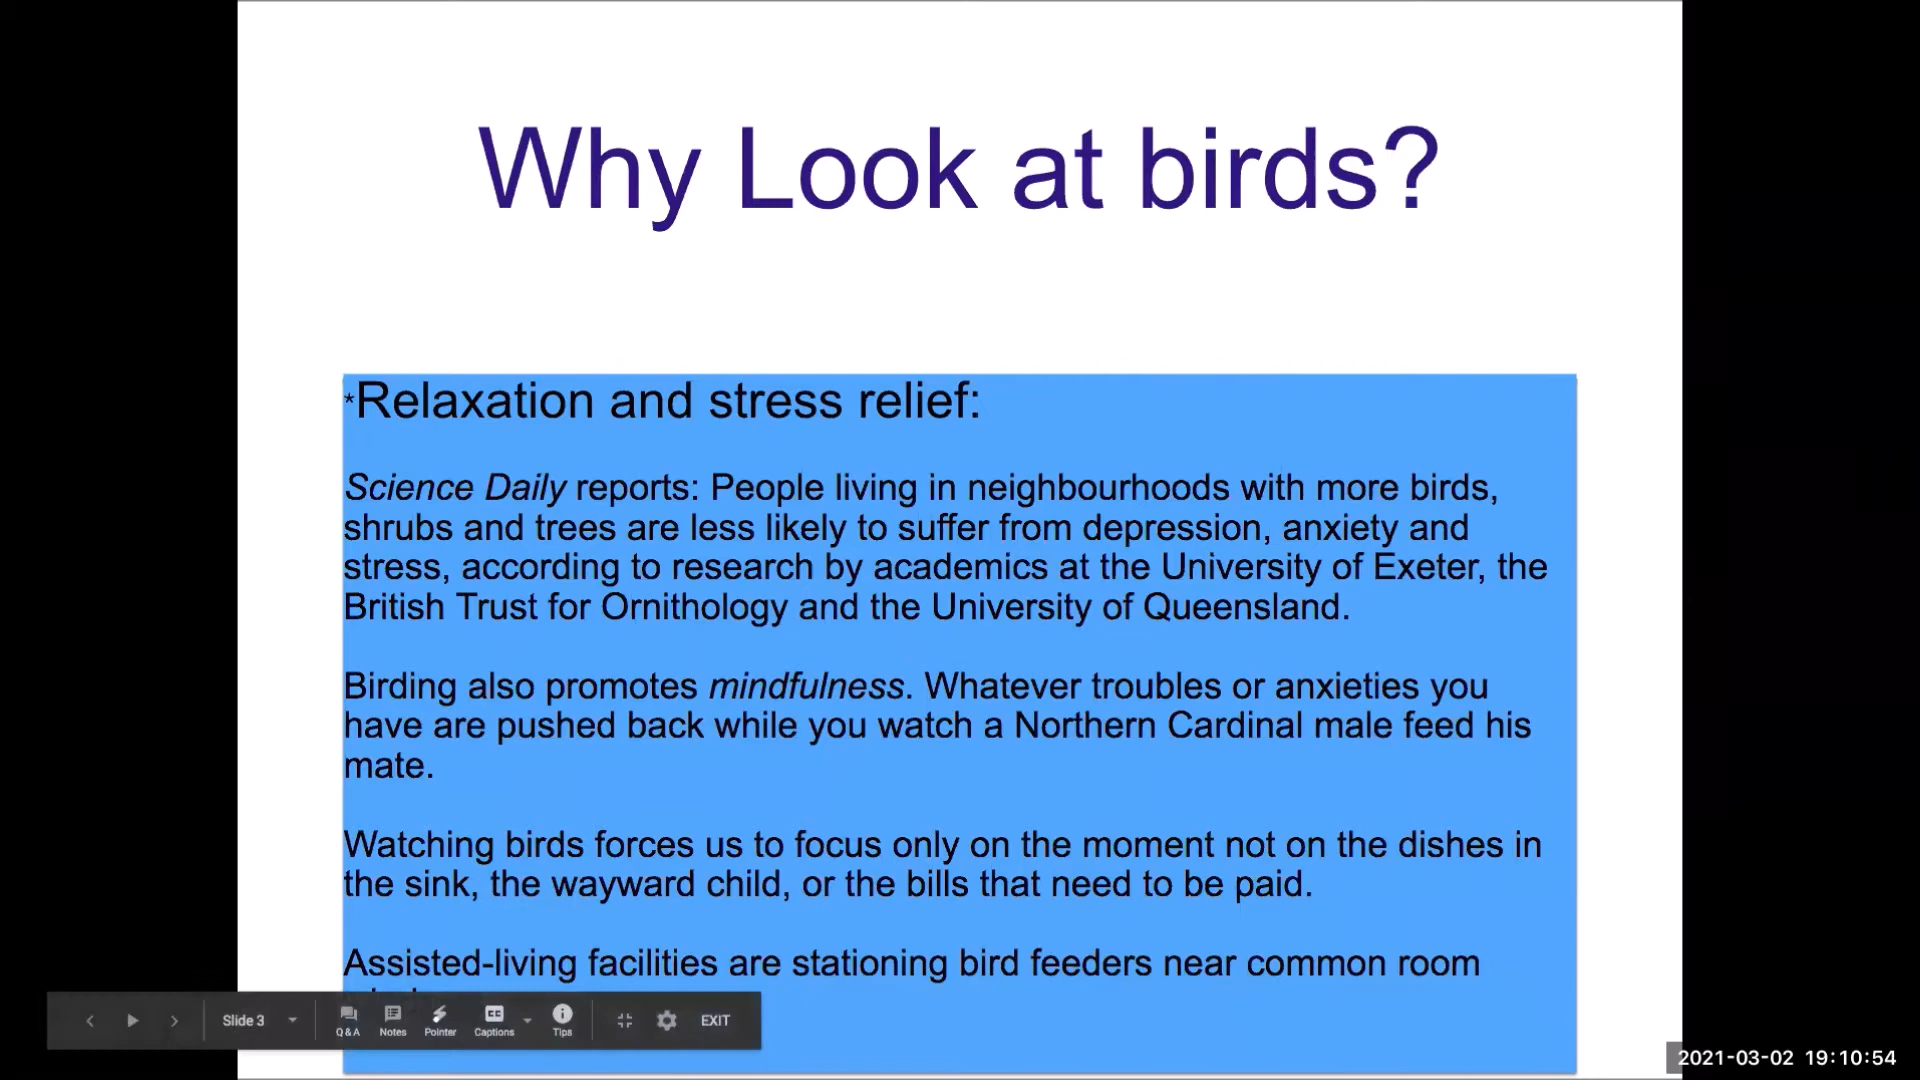 Why Look at birds?
*Relaxation and stress relief:
Science Daily reports: People living in neighbourhoods with more birds,
shrubs and trees are less likely to suffer from depression, anxiety and
stress, according to research by academics at the University of Exeter, the
British Trust for Ornithology and the University of Queensland.
Birding also promotes mindfulness. Whatever troubles or anxieties you
have are pushed back while you watch a Northern Cardinal male feed his
mate.
Watching birds forces us to focus only on the moment not on the dishes in
the sink, the wayward child, or the bills that need to be paid.
Assisted-living facilities are stationing bird feeders near common room
Slide 3 Q&A Notes Pointer CC Captions Tips EXIT
2021-03-02 19:10:54